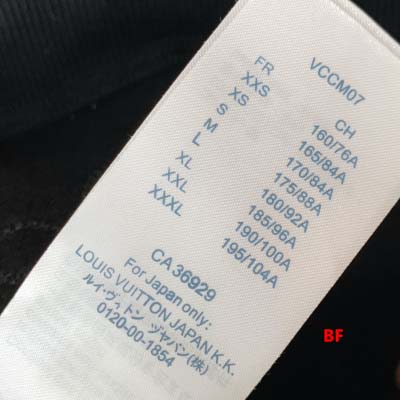 VCCM07
FR CH
XXS 160/76A
XS 165/84A
S 170/84A
M 175/88A
L 180/92A
XL 185/96A
XXL 190/100A
XXXL 195/104A
CA 36929
For Japan only:
LOUIS VUITTON JAPAN K.K.
ルイ・ヴィトン ジャパン(株)
0120-00-1854
BF